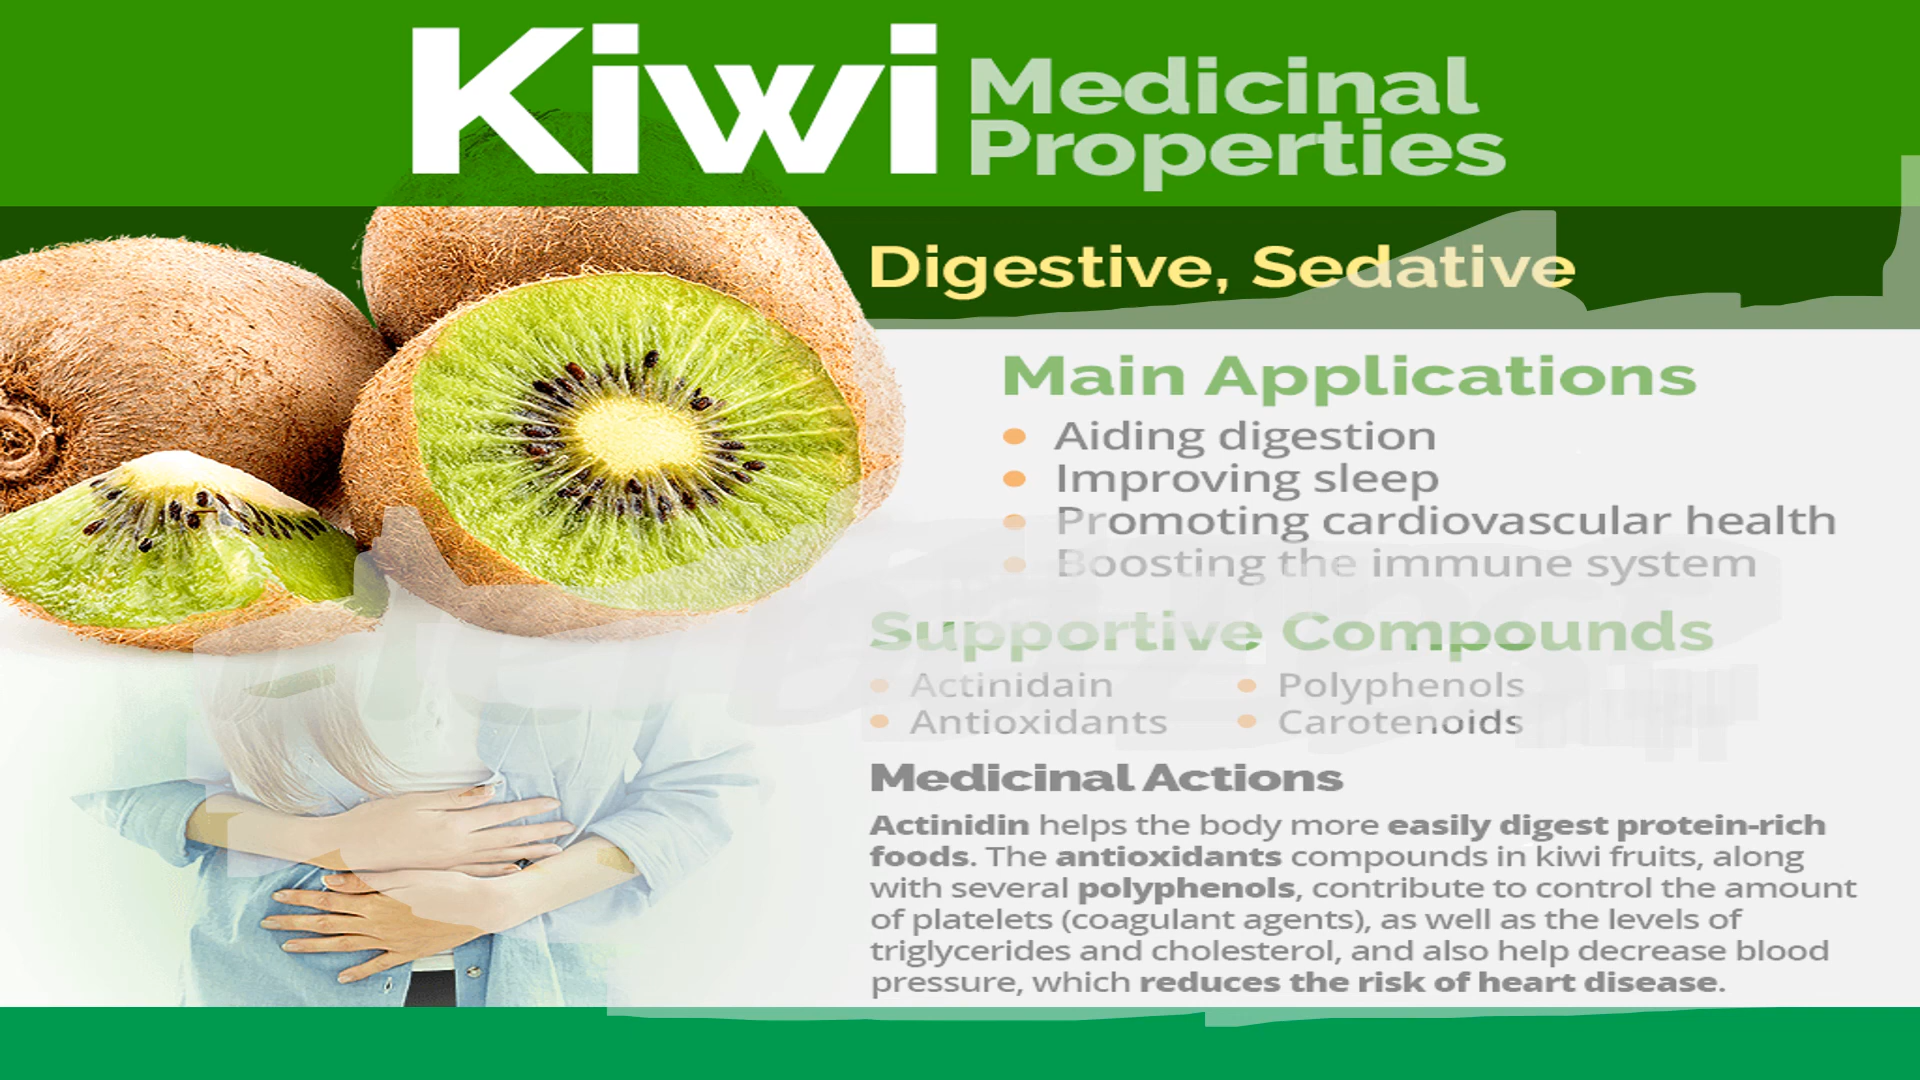 Kiwi Medicinal
Properties
Digestive, Sedative
Main Applications
Aiding digestion
Improving sleep
Promoting cardiovascular health
Boosting the immune system
Supportive Compounds
Actinidain
Polyphenols
Antioxidants
Carotenoids
Medicinal Actions
Actinidin helps the body more easily digest protein-rich
foods. The antioxidants compounds in kiwi fruits, along
with several polyphenols, contribute to control the amount
of platelets (coagulant agents), as well as the levels of
triglycerides and cholesterol, and also help decrease blood
pressure, which reduces the risk of heart disease.